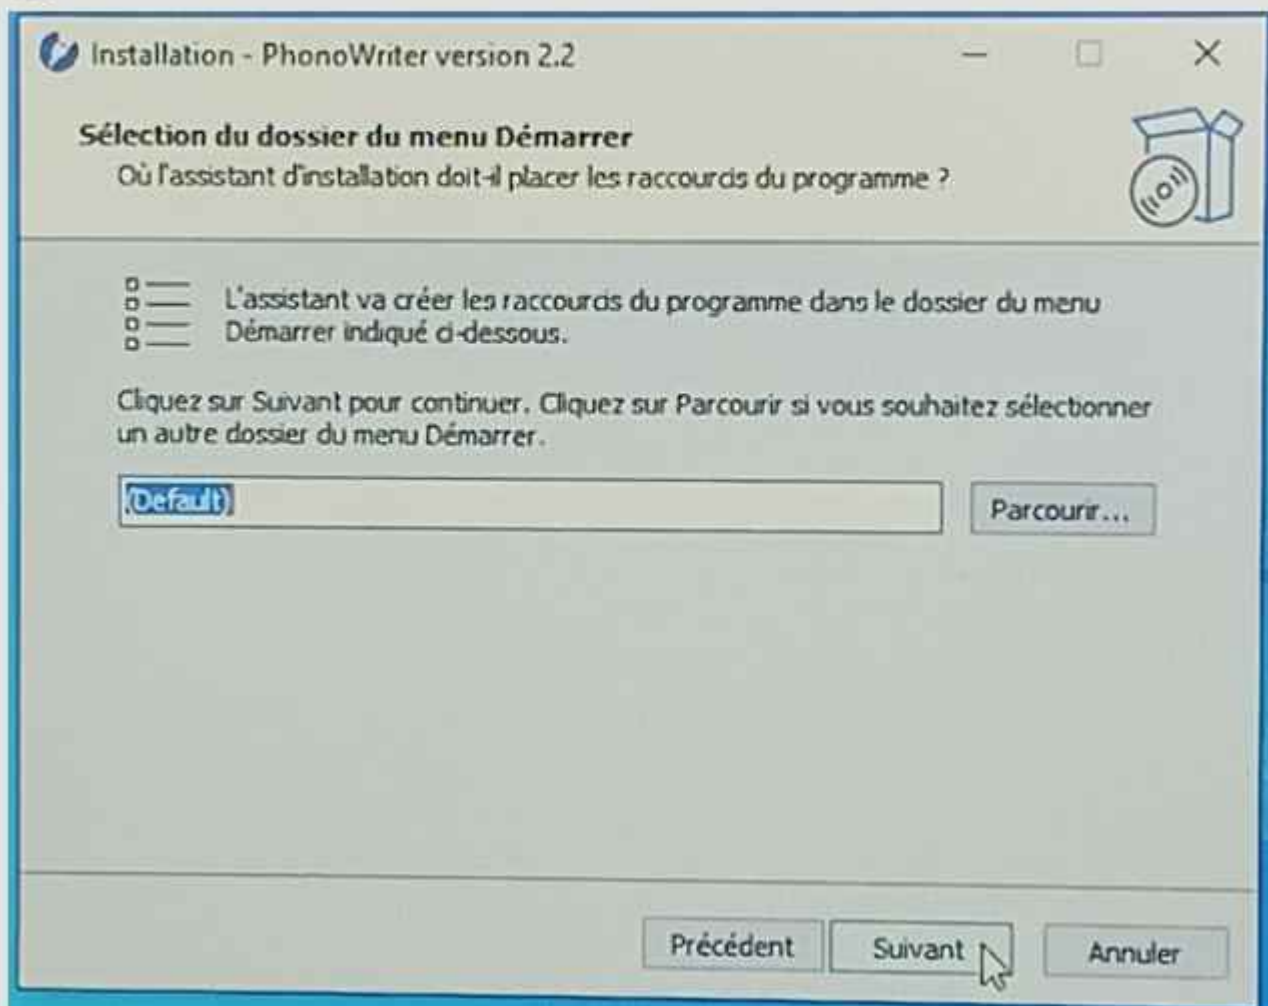 Installation - PhonoWriter version 2.2
Sélection du dossier du menu Démarrer
Où l'assistant d'installation doit-il placer les raccourcis du programme ?
L'assistant va créer les raccourcis du programme dans le dossier du menu
Démarrer indiqué ci-dessous.
Cliquez sur Suivant pour continuer. Cliquez sur Parcourir si vous souhaitez sélectionner
un autre dossier du menu Démarrer.
(Default)
Parcourir...
Précédent
Suivant
Annuler